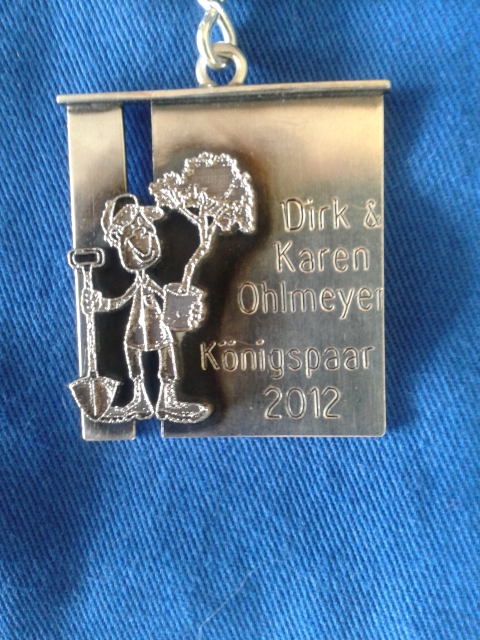 Dirk &
Karen
Ohlmeyer
Königspaar
2012